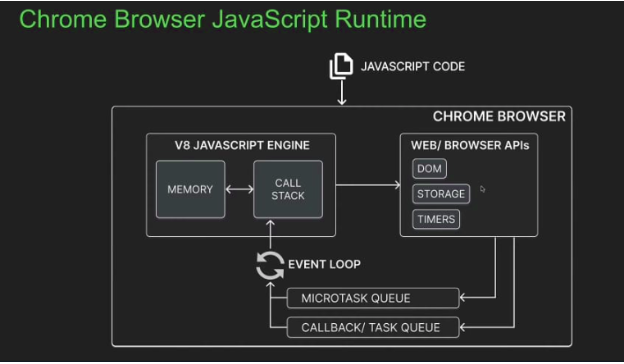 Chrome Browser JavaScript Runtime
JAVASCRIPT CODE
CHROME BROWSER
V8 JAVASCRIPT ENGINE
MEMORY
CALL
STACK
WEB/ BROWSER APIs
DOM
STORAGE
TIMERS
EVENT LOOP
MICROTASK QUEUE
CALLBACK/ TASK QUEUE